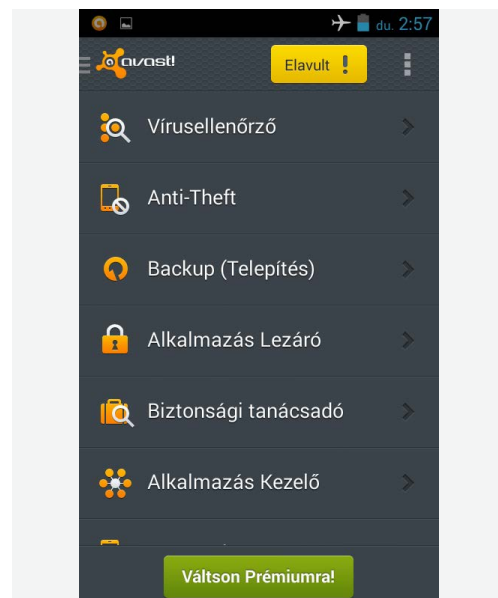 du. 2:57
avast!
Elavult !
Vírusellenőrző
Anti-Theft
Backup (Telepítés)
Alkalmazás Lezáró
Biztonsági tanácsadó
Alkalmazás Kezelő
Váltson Prémiumra!